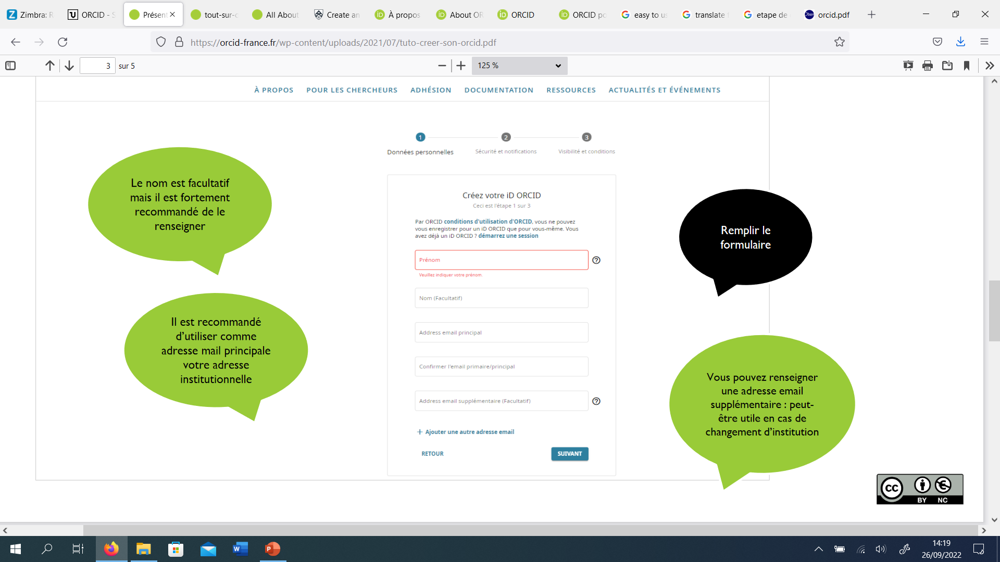 Zimbra: R
ORCID - S
Présent
tout-sur-c
All About
Create an
À propos
About OR
ORCID
ORCID po
easy to us
translate f
etape de
orcid.pdf
https://orcid-france.fr/wp-content/uploads/2021/07/tuto-creer-son-orcid.pdf
3 sur 5
125 %
À PROPOS POUR LES CHERCHEURS ADHÉSION DOCUMENTATION RESSOURCES ACTUALITÉS ET ÉVÉNEMENTS
1 2 3
Données personnelles Sécurité et notifications Visibilité et conditions
Le nom est facultatif
mais il est fortement
recommandé de le
renseigner
Il est recommandé
d’utiliser comme
adresse mail principale
votre adresse
institutionnelle
Créez votre iD ORCID
Ceci est l'étape 1 sur 3
Par ORCID conditions d'utilisation d'ORCID, vous ne pouvez
vous enregistrer pour un iD ORCID que pour vous-même. Vous
avez déjà un iD ORCID ? démarrez une session
Prénom
Veuillez indiquer votre prénom.
Nom (Facultatif)
Address email principal
Confirmer l'email primaire/principal
Address email supplémentaire (Facultatif)
Ajouter une autre adresse email
RETOUR SUIVANT
Remplir le
formulaire
Vous pouvez renseigner
une adresse email
supplémentaire : peut-
être utile en cas de
changement d’institution
CC
BY NC
14:19
26/09/2022